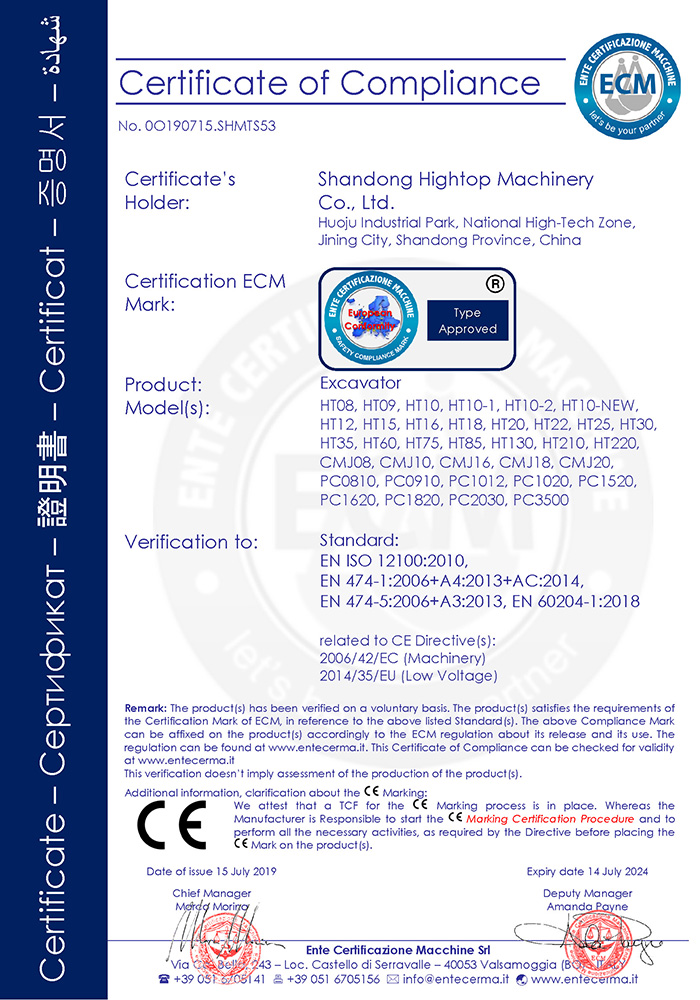 Certificate – Сертификат – 證明書 – Certificat – 증명서 – شهادة
Certificate of Compliance
ENTE CERTIFICAZIONE MACCHINE
ECM
let's be your partner
No. 0O190715.SHMTS53
Certificate's
Holder:
Shandong Hightop Machinery
Co., Ltd.
Huoju Industrial Park, National High-Tech Zone,
Jining City, Shandong Province, China
Certification ECM
Mark:
ENTE CERTIFICAZIONE MACCHINE
European
Conformity
SAFETY COMPLIANCE MARK
®
Type
Approved
Product:
Excavator
Model(s):
HT08, HT09, HT10, HT10-1, HT10-2, HT10-NEW,
HT12, HT15, HT16, HT18, HT20, HT22, HT25, HT30,
HT35, HT60, HT75, HT85, HT130, HT210, HT220,
CMJ08, CMJ10, CMJ16, CMJ18, CMJ20,
PC0810, PC0910, PC1012, PC1020, PC1520,
PC1620, PC1820, PC2030, PC3500
Verification to:
Standard:
EN ISO 12100:2010,
EN 474-1:2006+A4:2013+AC:2014,
EN 474-5:2006+A3:2013, EN 60204-1:2018
related to CE Directive(s):
2006/42/EC (Machinery)
2014/35/EU (Low Voltage)
Remark: The product(s) has been verified on a voluntary basis. The product(s) satisfies the requirements of
the Certification Mark of ECM, in reference to the above listed Standard(s). The above Compliance Mark
can be affixed on the product(s) accordingly to the ECM regulation about its release and its use. The
regulation can be found at www.entecerma.it. This Certificate of Compliance can be checked for validity
at www.entecerma.it
This verification doesn't imply assessment of the production of the product(s).
Additional information, clarification about the CE Marking:
CE
We attest that a TCF for the CE Marking process is in place. Whereas the
Manufacturer is Responsible to start the CE Marking Certification Procedure and to
perform all the necessary activities, as required by the Directive before placing the
CE Mark on the product(s).
Date of issue 15 July 2019
Expiry date 14 July 2024
Chief Manager
Marco Morina
Deputy Manager
Amanda Payne
Ente Certificazione Macchine Srl
Via Ca' Bella, 243 – Loc. Castello di Serravalle – 40053 Valsamoggia (BO)
+39 051 6705141 +39 051 6705156 info@entecerma.it www.entecerma.it